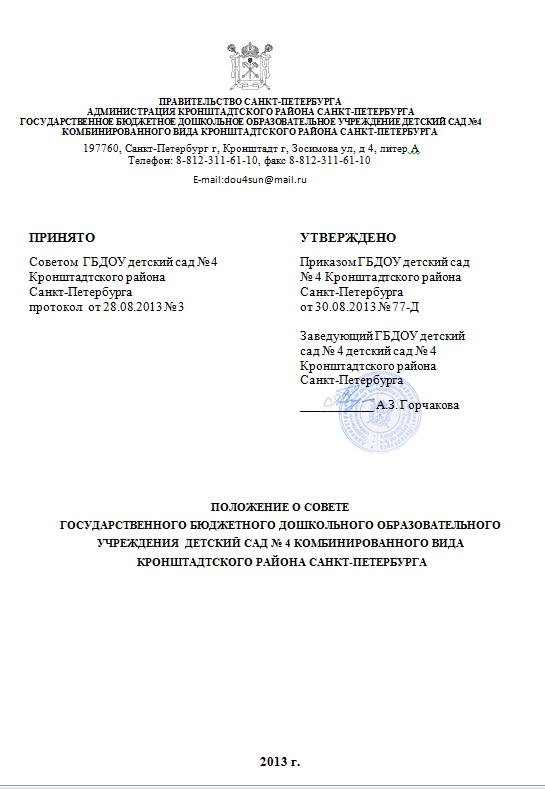 ПРАВИТЕЛЬСТВО САНКТ-ПЕТЕРБУРГА
АДМИНИСТРАЦИЯ КРОНШТАДТСКОГО РАЙОНА САНКТ-ПЕТЕРБУРГА
ГОСУДАРСТВЕННОЕ БЮДЖЕТНОЕ ДОШКОЛЬНОЕ ОБРАЗОВАТЕЛЬНОЕ УЧРЕЖДЕНИЕ ДЕТСКИЙ САД №4
КОМБИНИРОВАННОГО ВИДА КРОНШТАДТСКОГО РАЙОНА САНКТ-ПЕТЕРБУРГА
197760, Санкт-Петербург г, Кронштадт г, Зосимова ул, д 4, литер А
Телефон: 8-812-311-61-10, факс 8-812-311-61-10
E-mail:dou4sun@mail.ru
ПРИНЯТО
Советом ГБДОУ детский сад № 4
Кронштадтского района
Санкт-Петербурга
протокол от 28.08.2013 № 3
УТВЕРЖДЕНО
Приказом ГБДОУ детский сад
№ 4 Кронштадтского района
Санкт-Петербурга
от 30.08.2013 № 77-Д
Заведующий ГБДОУ детский
сад № 4 детский сад № 4
Кронштадтского района
Санкт-Петербурга
____________ А.З. Горчакова
ПОЛОЖЕНИЕ О СОВЕТЕ
ГОСУДАРСТВЕННОГО БЮДЖЕТНОГО ДОШКОЛЬНОГО ОБРАЗОВАТЕЛЬНОГО
УЧРЕЖДЕНИЯ ДЕТСКИЙ САД № 4 КОМБИНИРОВАННОГО ВИДА
КРОНШТАДТСКОГО РАЙОНА САНКТ-ПЕТЕРБУРГА
2013 г.